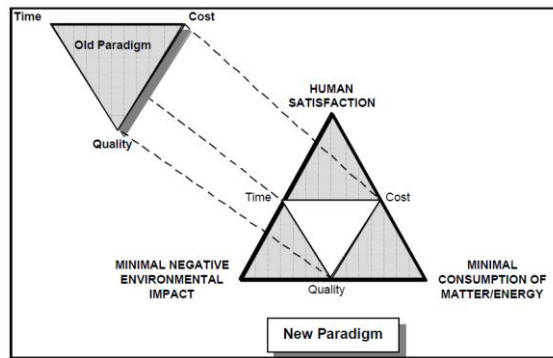 Time Cost
Old Paradigm
Quality
HUMAN
SATISFACTION
Time Cost
MINIMAL NEGATIVE
ENVIRONMENTAL
IMPACT
Quality
MINIMAL
CONSUMPTION OF
MATTER/ENERGY
New Paradigm